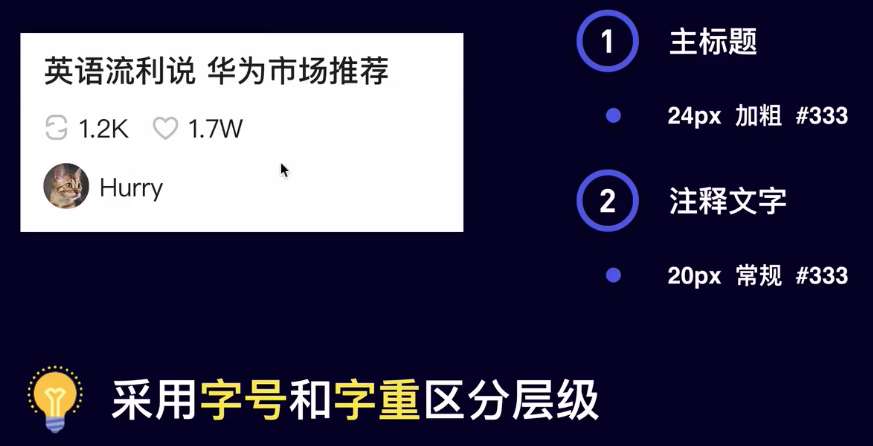 英语流利说 华为市场推荐
1.2K 1.7W
Hurry
1 主标题
24px 加粗 #333
2 注释文字
20px 常规 #333
采用字号和字重区分层级